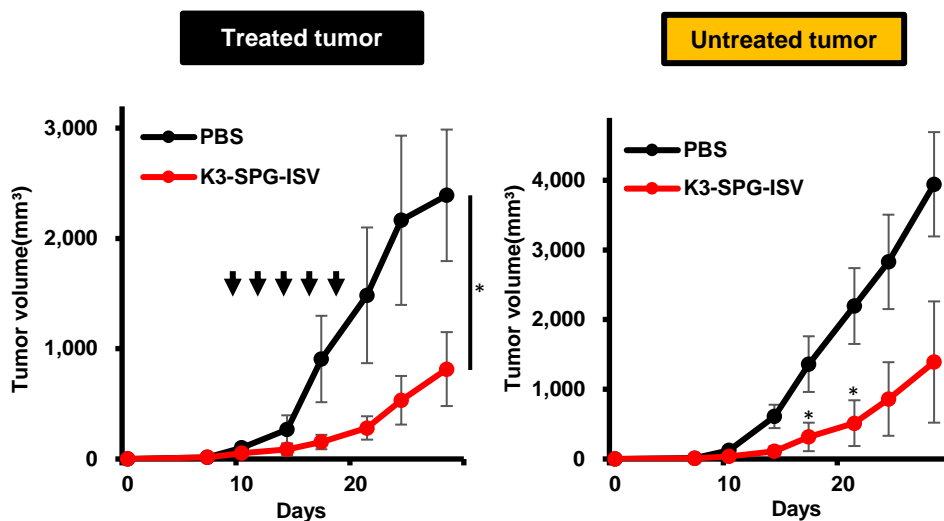 Treated tumor
Tumor volume(mm³)
3,000
2,000
1,000
0
PBS
K3-SPG-ISV
*
0
10
20
Days
Untreated tumor
Tumor volume(mm³)
4,000
3,000
2,000
1,000
0
PBS
K3-SPG-ISV
*
*
0
10
20
Days